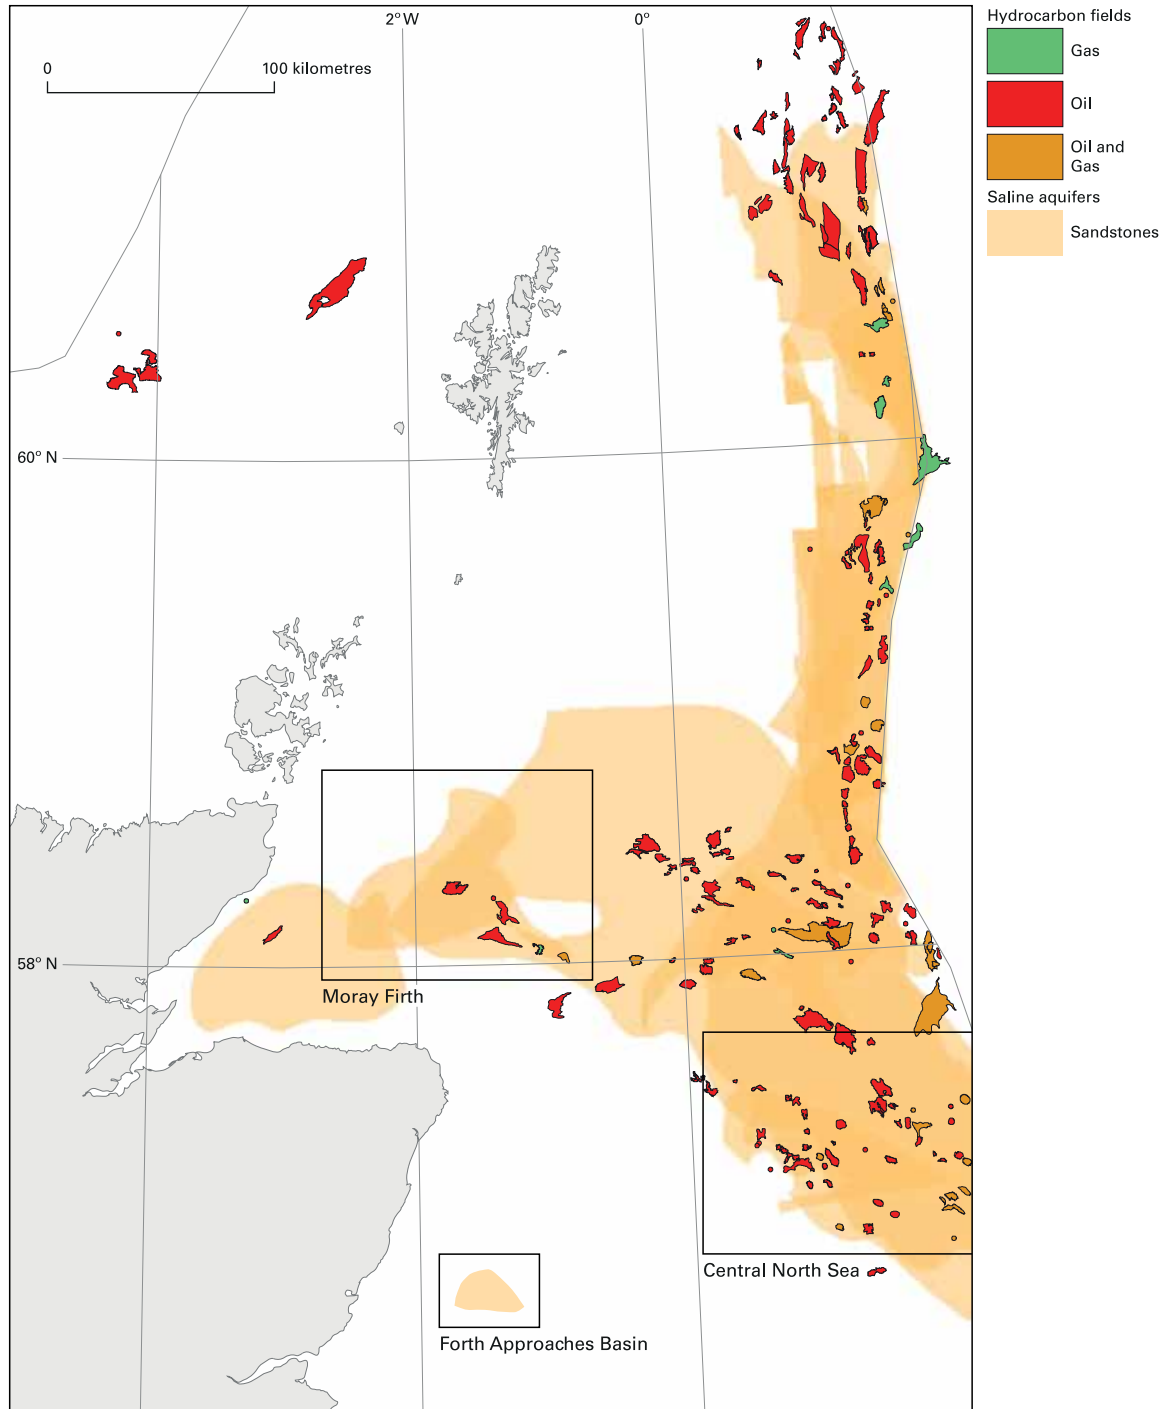 2° W
0°
0
100 kilometres
60° N
58° N
Moray Firth
Central North Sea
Forth Approaches Basin
Hydrocarbon fields
Gas
Oil
Oil and
Gas
Saline aquifers
Sandstones